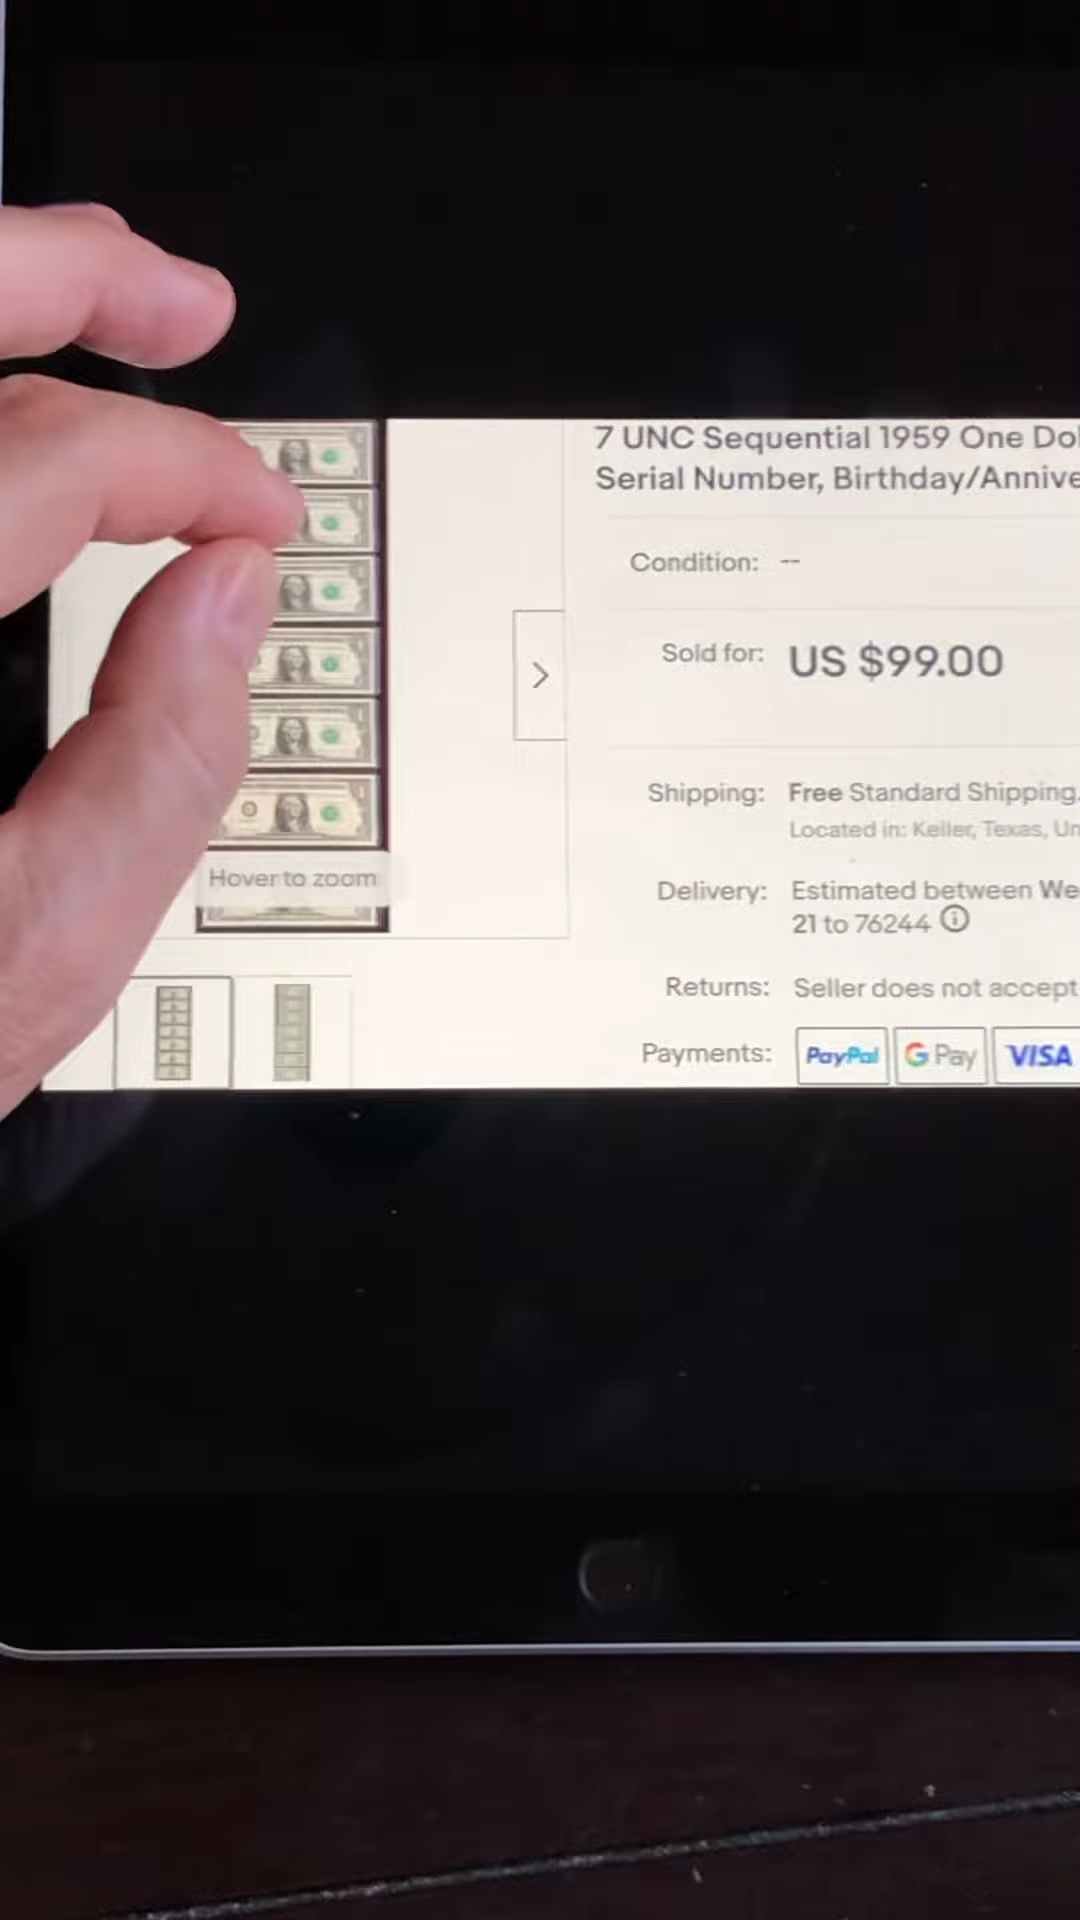 7 UNC Sequential 1959 One Dol
Serial Number, Birthday/Annive
Condition: --
Sold for: US $99.00
Shipping: Free Standard Shipping.
Located in: Keller, Texas, Un
Delivery: Estimated between We
21 to 76244
Returns: Seller does not accept
Payments: PayPal G Pay VISA
Hover to zoom